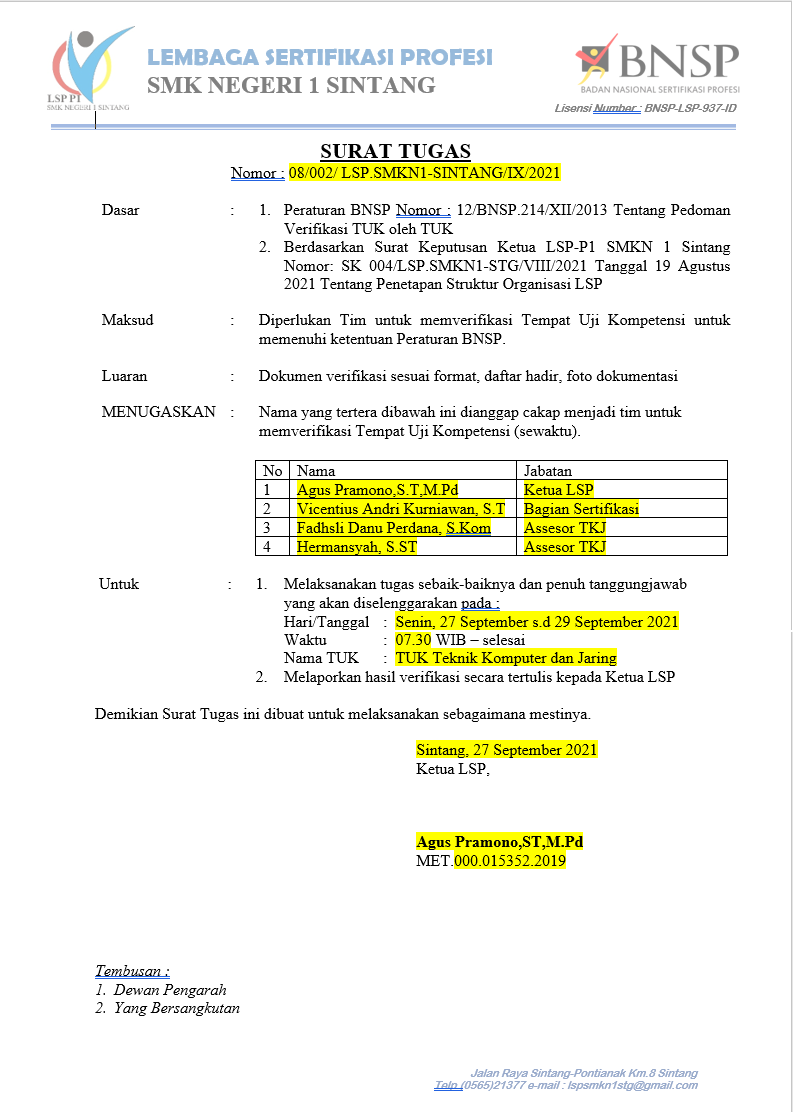 LEMBAGA SERTIFIKASI PROFESI
SMK NEGERI 1 SINTANG
LSP P1
SMK NEGERI 1 SINTANG
BNSP
BADAN NASIONAL SERTIFIKASI PROFESI
Lisensi Number : BNSP-LSP-937-ID
SURAT TUGAS
Nomor : 08/002/ LSP.SMKN1-SINTANG/IX/2021
Dasar : 1. Peraturan BNSP Nomor : 12/BNSP.214/XII/2013 Tentang Pedoman
Verifikasi TUK oleh TUK
2. Berdasarkan Surat Keputusan Ketua LSP-P1 SMKN 1 Sintang
Nomor: SK 004/LSP.SMKN1-STG/VIII/2021 Tanggal 19 Agustus
2021 Tentang Penetapan Struktur Organisasi LSP
Maksud : Diperlukan Tim untuk memverifikasi Tempat Uji Kompetensi untuk
memenuhi ketentuan Peraturan BNSP.
Luaran : Dokumen verifikasi sesuai format, daftar hadir, foto dokumentasi
MENUGASKAN : Nama yang tertera dibawah ini dianggap cakap menjadi tim untuk
memverifikasi Tempat Uji Kompetensi (sewaktu).
No Nama Jabatan
1 Agus Pramono,S.T,M.Pd Ketua LSP
2 Vicentius Andri Kurniawan, S.T Bagian Sertifikasi
3 Fadhsli Danu Perdana, S.Kom Assesor TKJ
4 Hermansyah, S.ST Assesor TKJ
Untuk : 1. Melaksanakan tugas sebaik-baiknya dan penuh tanggungjawab
yang akan diselenggarakan pada :
Hari/Tanggal : Senin, 27 September s.d 29 September 2021
Waktu : 07.30 WIB – selesai
Nama TUK : TUK Teknik Komputer dan Jaring
2. Melaporkan hasil verifikasi secara tertulis kepada Ketua LSP
Demikian Surat Tugas ini dibuat untuk melaksanakan sebagaimana mestinya.
Sintang, 27 September 2021
Ketua LSP,
Agus Pramono,ST,M.Pd
MET.000.015352.2019
Tembusan :
1. Dewan Pengarah
2. Yang Bersangkutan
Jalan Raya Sintang-Pontianak Km.8 Sintang
Telp.(0565)21377 e-mail : lspsmkn1stg@gmail.com